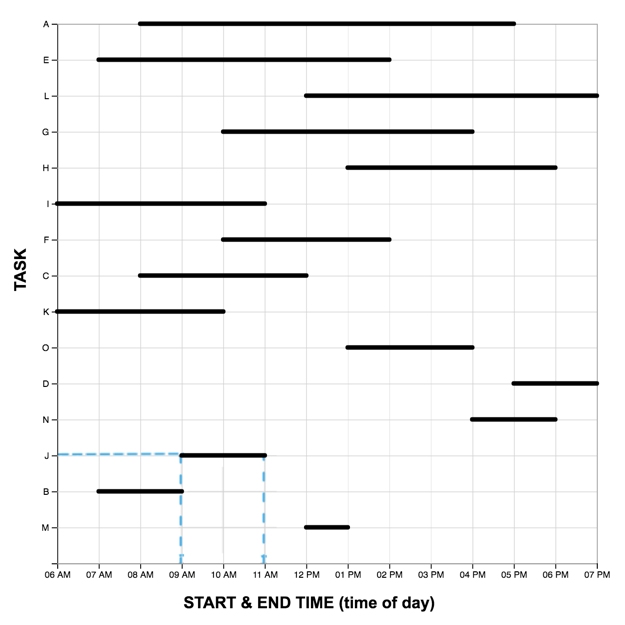 A
E
L
G
H
I
F
C
K
O
D
N
J
B
M
TASK
06 AM 07 AM 08 AM 09 AM 10 AM 11 AM 12 PM 01 PM 02 PM 03 PM 04 PM 05 PM 06 PM 07 PM
START & END TIME (time of day)